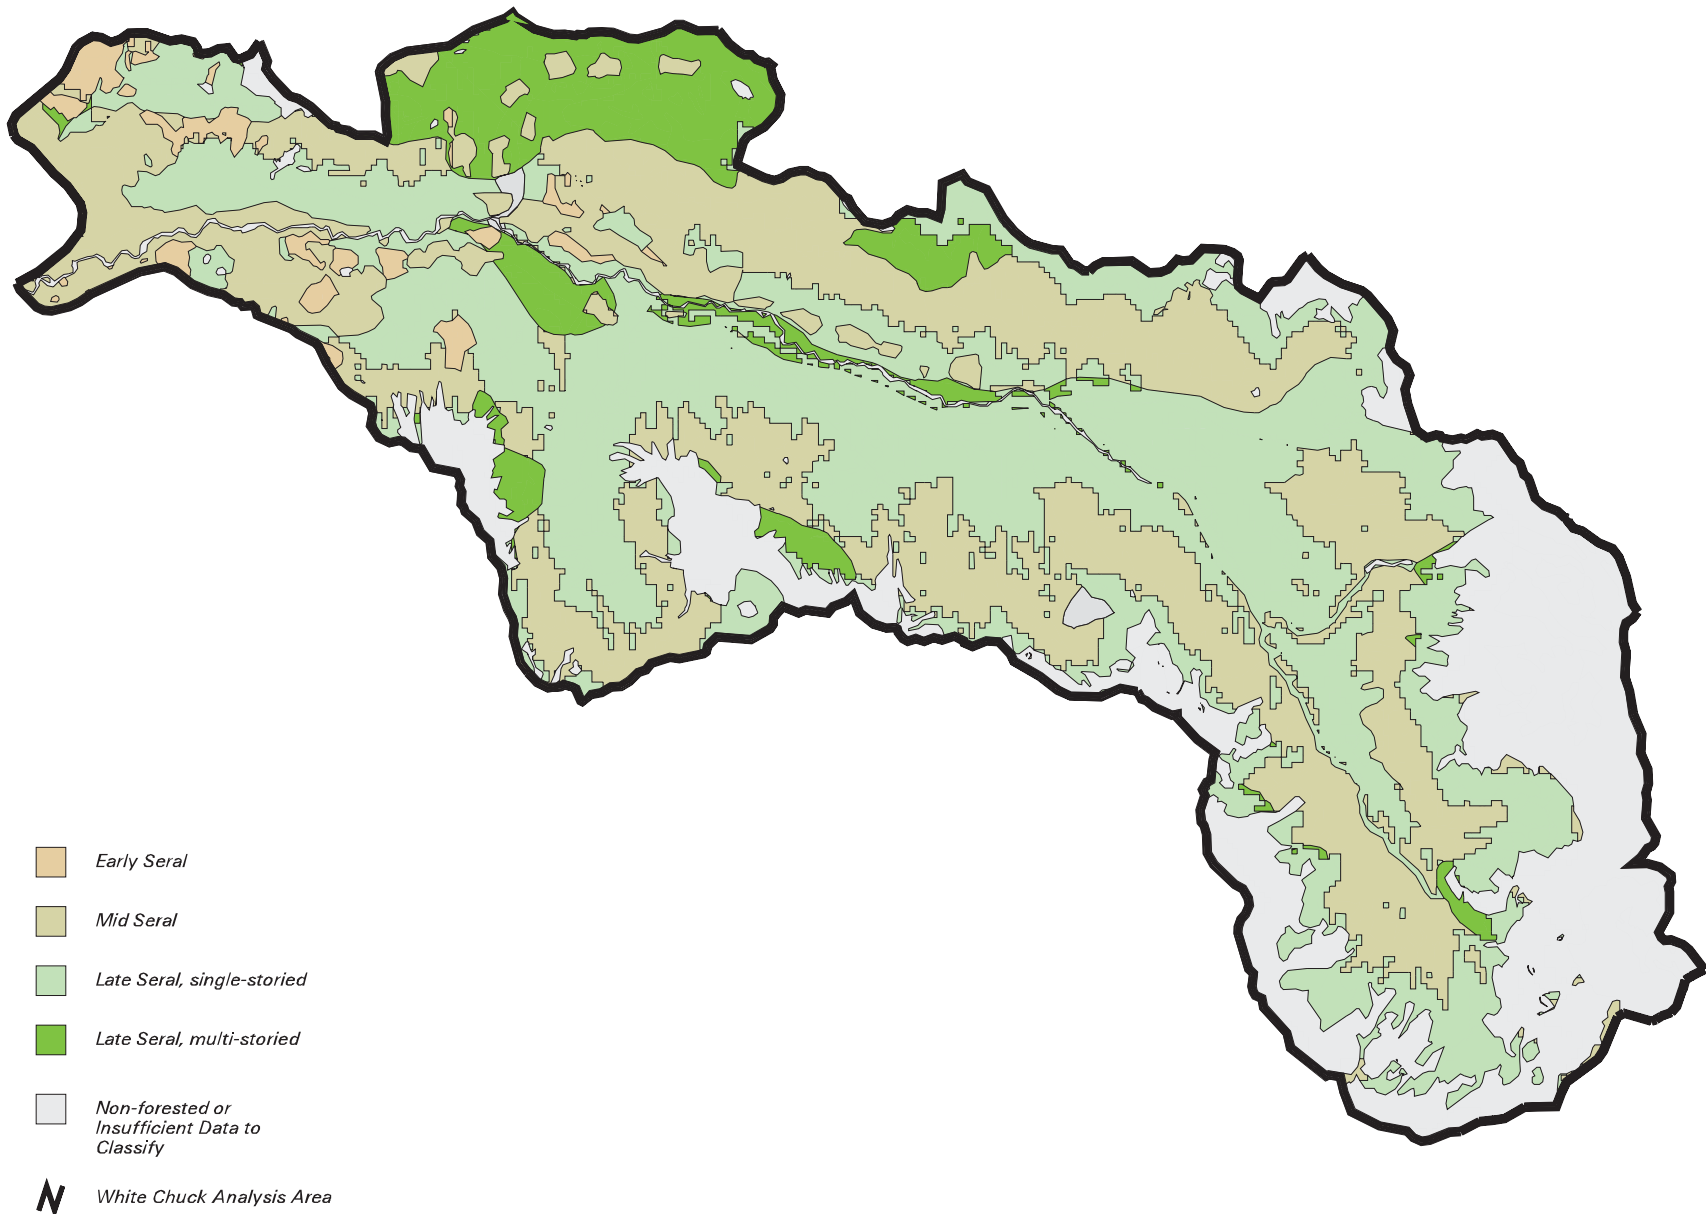 Early Seral
Mid Seral
Late Seral, single-storied
Late Seral, multi-storied
Non-forested or
Insufficient Data to
Classify
White Chuck Analysis Area